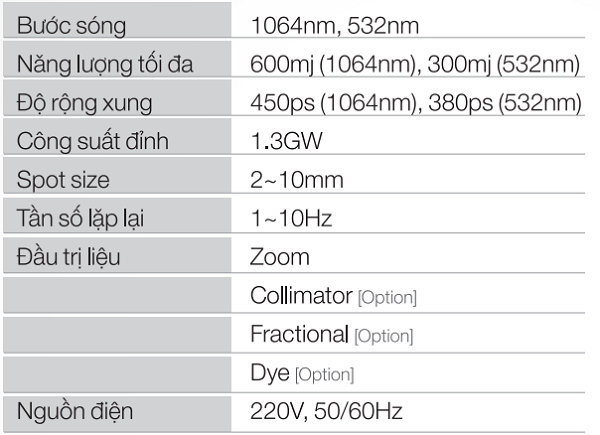 Bước sóng 1064nm, 532nm
Năng lượng tối đa 600mj (1064nm), 300mj (532nm)
Độ rộng xung 450ps (1064nm), 380ps (532nm)
Công suất đỉnh 1.3GW
Spot size 2~10mm
Tần số lặp lại 1~10Hz
Đầu trị liệu Zoom
Collimator [Option]
Fractional [Option]
Dye [Option]
Nguồn điện 220V, 50/60Hz